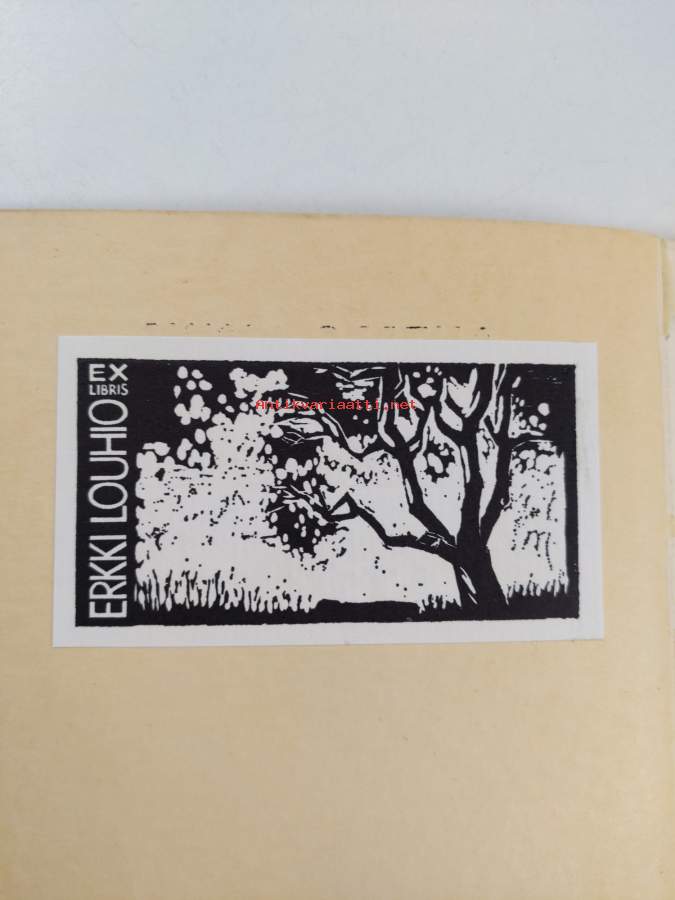 EX
LIBRIS
ERKKI LOUHIO
Antikvariaatti.net